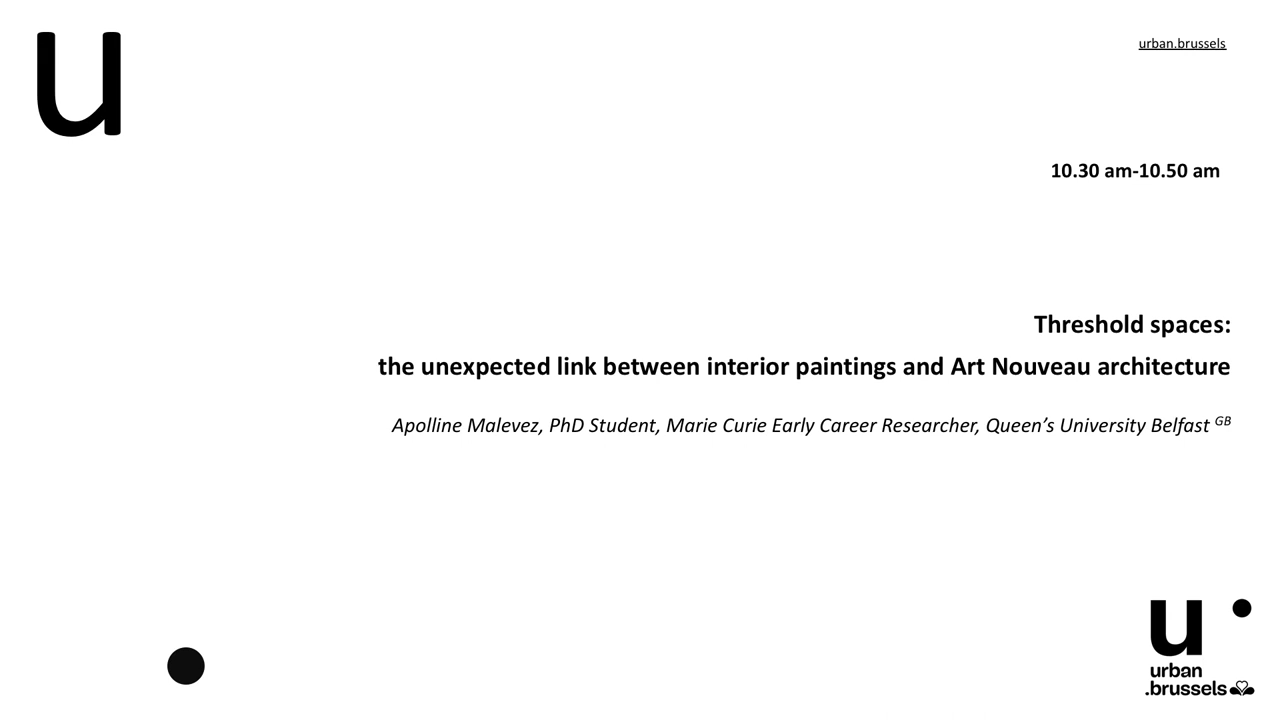 u
urban.brussels
10.30 am-10.50 am
Threshold spaces:
the unexpected link between interior paintings and Art Nouveau architecture
Apolline Malevez, PhD Student, Marie Curie Early Career Researcher, Queen’s University Belfast GB
u
urban
.brussels